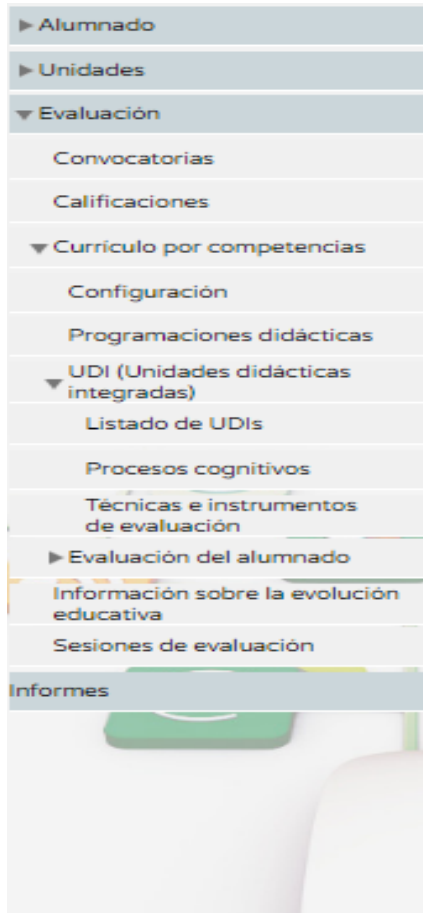 Alumnado
Unidades
Evaluación
Convocatorias
Calificaciones
Currículo por competencias
Configuración
Programaciones didácticas
UDI (Unidades didácticas
integradas)
Listado de UDIs
Procesos cognitivos
Técnicas e instrumentos
de evaluación
Evaluación del alumnado
Información sobre la evolución
educativa
Sesiones de evaluación
Informes